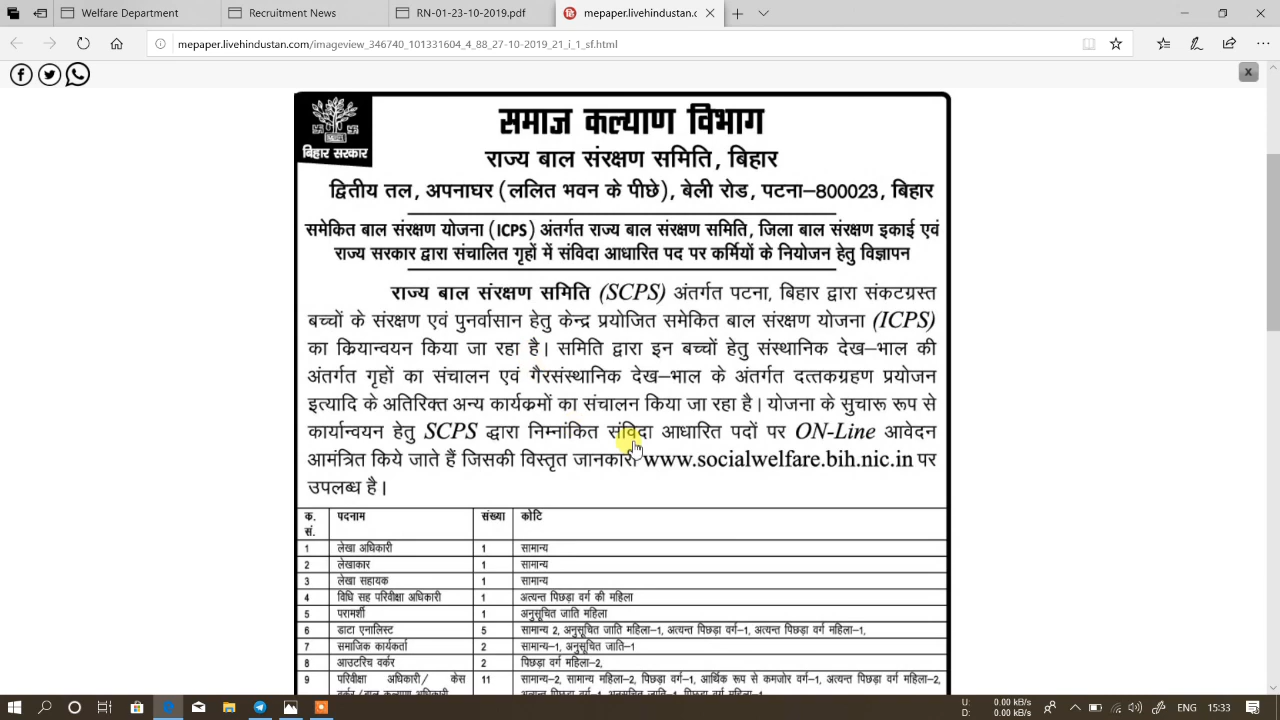 Welfare Department
Recruitment News
RN-01-23-10-2019.pdf
mepaper.livehindustan.c
mepaper.livehindustan.com/imageview_346740_101331604_4_88_27-10-2019_21_i_1_sf.html
X
बिहार सरकार
समाज कल्याण विभाग
राज्य बाल संरक्षण समिति, बिहार
द्वितीय तल, अपनाघर (ललित भवन के पीछे), बेली रोड, पटना–800023, बिहार
समेकित बाल संरक्षण योजना (ICPS) अंतर्गत राज्य बाल संरक्षण समिति, जिला बाल संरक्षण इकाई एवं
राज्य सरकार द्वारा संचालित गृहों में संविदा आधारित पद पर कर्मियों के नियोजन हेतु विज्ञापन
राज्य बाल संरक्षण समिति (SCPS) अंतर्गत पटना, बिहार द्वारा संकटग्रस्त
बच्चों के संरक्षण एवं पुनर्वासान हेतु केन्द्र प्रयोजित समेकित बाल संरक्षण योजना (ICPS)
का क्रियान्वयन किया जा रहा है। समिति द्वारा इन बच्चों हेतु संस्थानिक देख–भाल की
अंतर्गत गृहों का संचालन एवं गैरसंस्थानिक देख–भाल के अंतर्गत दत्तकग्रहण प्रयोजन
इत्यादि के अतिरिक्त अन्य कार्यक्रमों का संचालन किया जा रहा है। योजना के सुचारू रूप से
कार्यान्वयन हेतु SCPS द्वारा निम्नांकित संविदा आधारित पदों पर ON-Line आवेदन
आमंत्रित किये जाते हैं जिसकी विस्तृत जानकारी www.socialwelfare.bih.nic.in पर
उपलब्ध है।
क. सं. पदनाम संख्या कोटि
1 लेखा अधिकारी 1 सामान्य
2 लेखाकार 1 सामान्य
3 लेखा सहायक 1 सामान्य
4 विधि सह परिवीक्षा अधिकारी 1 अत्यन्त पिछड़ा वर्ग की महिला
5 परामर्शी 1 अनुसूचित जाति महिला
6 डाटा एनालिस्ट 5 सामान्य 2, अनुसूचित जाति महिला–1, अत्यन्त पिछड़ा वर्ग–1, अत्यन्त पिछड़ा वर्ग महिला–1,
7 समाजिक कार्यकर्ता 2 सामान्य–1, अनुसूचित जाति–1
8 आउटरिच वर्कर 2 पिछड़ा वर्ग महिला–2,
9 परिवीक्षा अधिकारी/ केस 11 सामान्य–2, सामान्य महिला–2, पिछड़ा वर्ग–1, आर्थिक रूप से कमजोर वर्ग–1, अत्यन्त पिछड़ा वर्ग महिला–2,
U: 0.00 kB/s
D: 0.00 kB/s
ENG
15:33